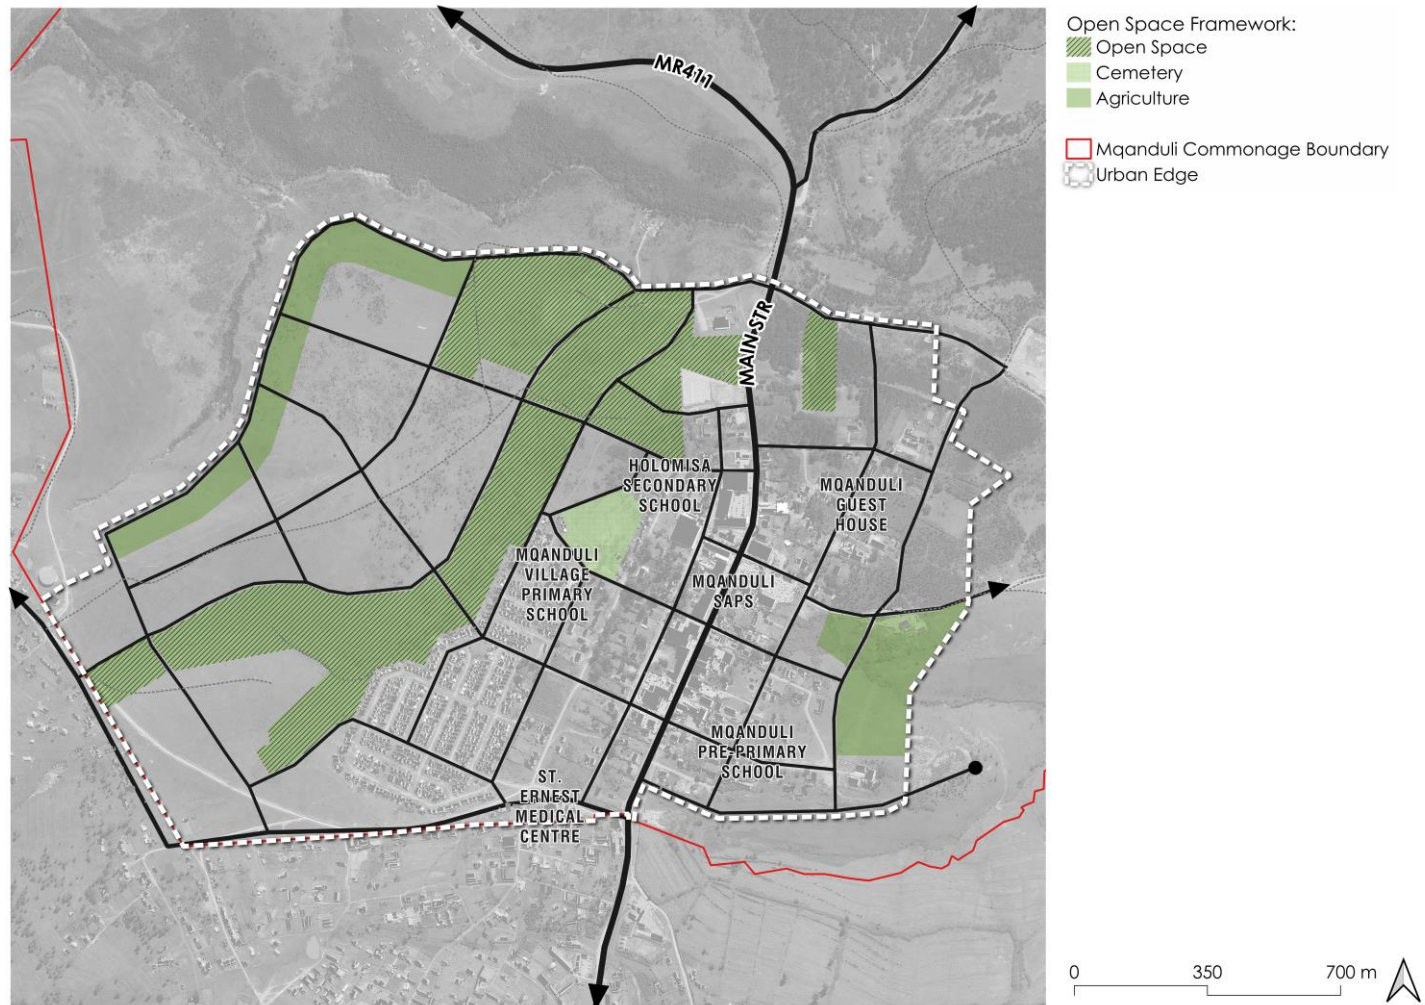 Open Space Framework:
Open Space
Cemetery
Agriculture
Mqanduli Commonage Boundary
Urban Edge
MR411
MAIN STR
HOLOMISA
SECONDARY
SCHOOL
MQANDULI
GUEST
HOUSE
MQANDULI
VILLAGE
PRIMARY
SCHOOL
MQANDULI
SAPS
MQANDULI
PRE-PRIMARY
SCHOOL
ST.
ERNEST
MEDICAL
CENTRE
0 350 700 m